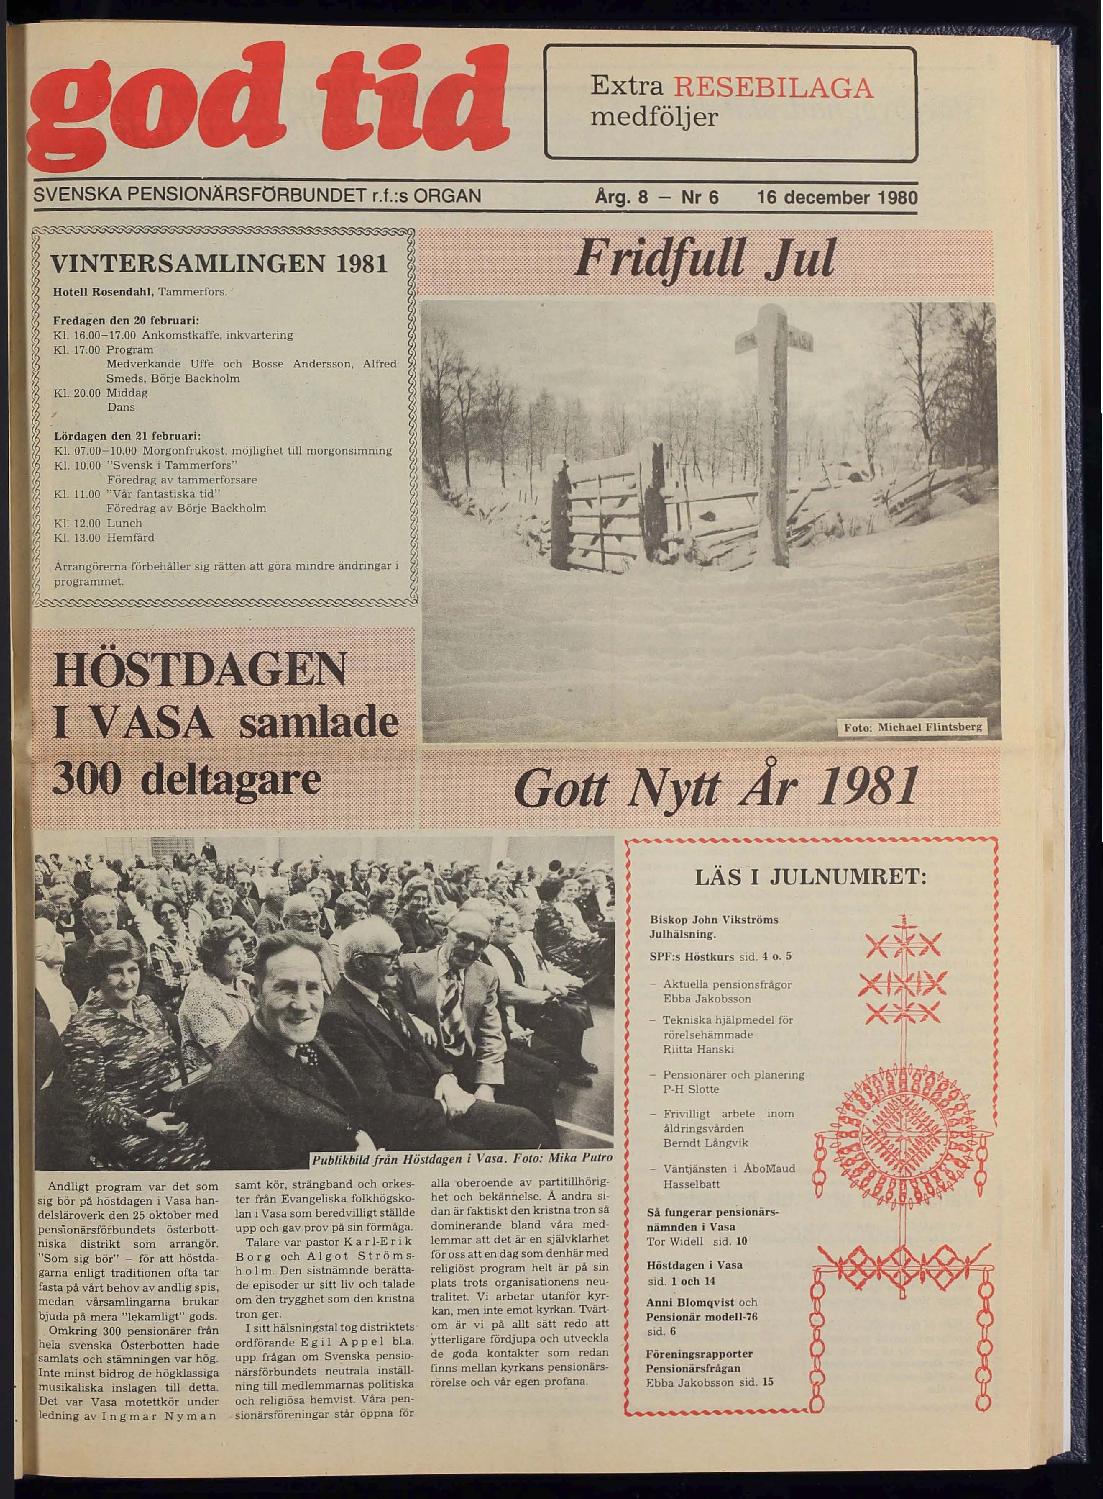 god tid
Extra RESEBILAGA
medföljer
SVENSKA PENSIONÄRSFÖRBUNDET r.f.:s ORGAN Årg. 8 – Nr 6 16 december 1980
VINTERSAMLINGEN 1981
Hotell Rosendahl, Tammerfors.
Fredagen den 20 februari:
Kl. 16.00–17.00 Ankomstkaffe, inkvartering
Kl. 17.00 Program
Medverkande Uffe och Bosse Andersson, Alfred
Smeds, Börje Backholm
Kl. 20.00 Middag
Dans
Lördagen den 21 februari:
Kl. 07.00–10.00 Morgonfrukost, möjlighet till morgonsimning
Kl. 10.00 "Svensk i Tammerfors"
Föredrag av tammerforsare
Kl. 11.00 "Vår fantastiska tid"
Föredrag av Börje Backholm
Kl. 12.00 Lunch
Kl. 13.00 Hemfärd
Arrangörerna förbehåller sig rätten att göra mindre ändringar i
programmet.
Fridfull Jul
Foto: Michael Flintsberg
Gott Nytt År 1981
HÖSTDAGEN
I VASA samlade
300 deltagare
Publikbild från Höstdagen i Vasa. Foto: Mika Putro
Andligt program var det som
sig bör på höstdagen i Vasa han-
delsläroverk den 25 oktober med
pensionärsförbundets österbott-
niska distrikt som arrangör.
"Som sig bör" – för att höstda-
garna enligt traditionen ofta tar
fasta på vårt behov av andlig spis,
medan vårsamlingarna brukar
bjuda på mera "lekamligt" gods.
Omkring 300 pensionärer från
hela svenska Österbotten hade
samlats och stämningen var hög.
Inte minst bidrog de högklassiga
musikaliska inslagen till detta.
Det var Vasa motettkör under
ledning av Ingmar Nyman
samt kör, strängband och orkes-
ter från Evangeliska folkhögsko-
lan i Vasa som beredvilligt ställde
upp och gav prov på sin förmåga.
Talare var pastor Karl-Erik
Borg och Algot Ströms-
holm. Den sistnämnde berätta-
de episoder ur sitt liv och talade
om den trygghet som den kristna
tron ger.
I sitt hälsningstal tog distriktets
ordförande Egil Appel bl.a.
upp frågan om Svenska pensio-
närsförbundets neutrala inställ-
ning till medlemmarnas politiska
och religiösa hemvist. Våra pen-
sionärsföreningar står öppna för
alla oberoende av partitillhörig-
het och bekännelse. Å andra si-
dan är faktiskt den kristna tron så
dominerande bland våra med-
lemmar att det är en självklarhet
för oss att en dag som denhär med
religiöst program helt är på sin
plats trots organisationens neu-
tralitet. Vi arbetar utanför kyr-
kan, men inte emot kyrkan. Tvärt-
om är vi på allt sätt redo att
ytterligare fördjupa och utveckla
de goda kontakter som redan
finns mellan kyrkans pensionärs-
rörelse och vår egen profana.
LÄS I JULNUMRET:
Biskop John Vikströms
Julhälsning.
SPF:s Höstkurs sid. 4 o. 5
– Aktuella pensionsfrågor
Ebba Jakobsson
– Tekniska hjälpmedel för
rörelsehämmade
Riitta Hanski
– Pensionärer och planering
P-H Slotte
– Frivilligt arbete inom
åldringsvården
Berndt Långvik
– Väntjänsten i ÅboMaud
Hasselbatt
Så fungerar pensionärs-
nämnden i Vasa
Tor Widell sid. 10
Höstdagen i Vasa
sid. 1 och 14
Anni Blomqvist och
Pensionär modell-76
sid. 6
Föreningsrapporter
Pensionärsfrågan
Ebba Jakobsson sid. 15